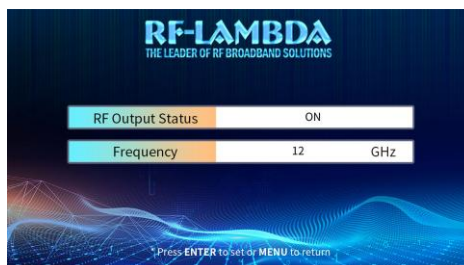 RF-LAMBDA
THE LEADER OF RF BROADBAND SOLUTIONS
RF Output Status ON
Frequency 12 GHz
*Press ENTER to set or MENU to return